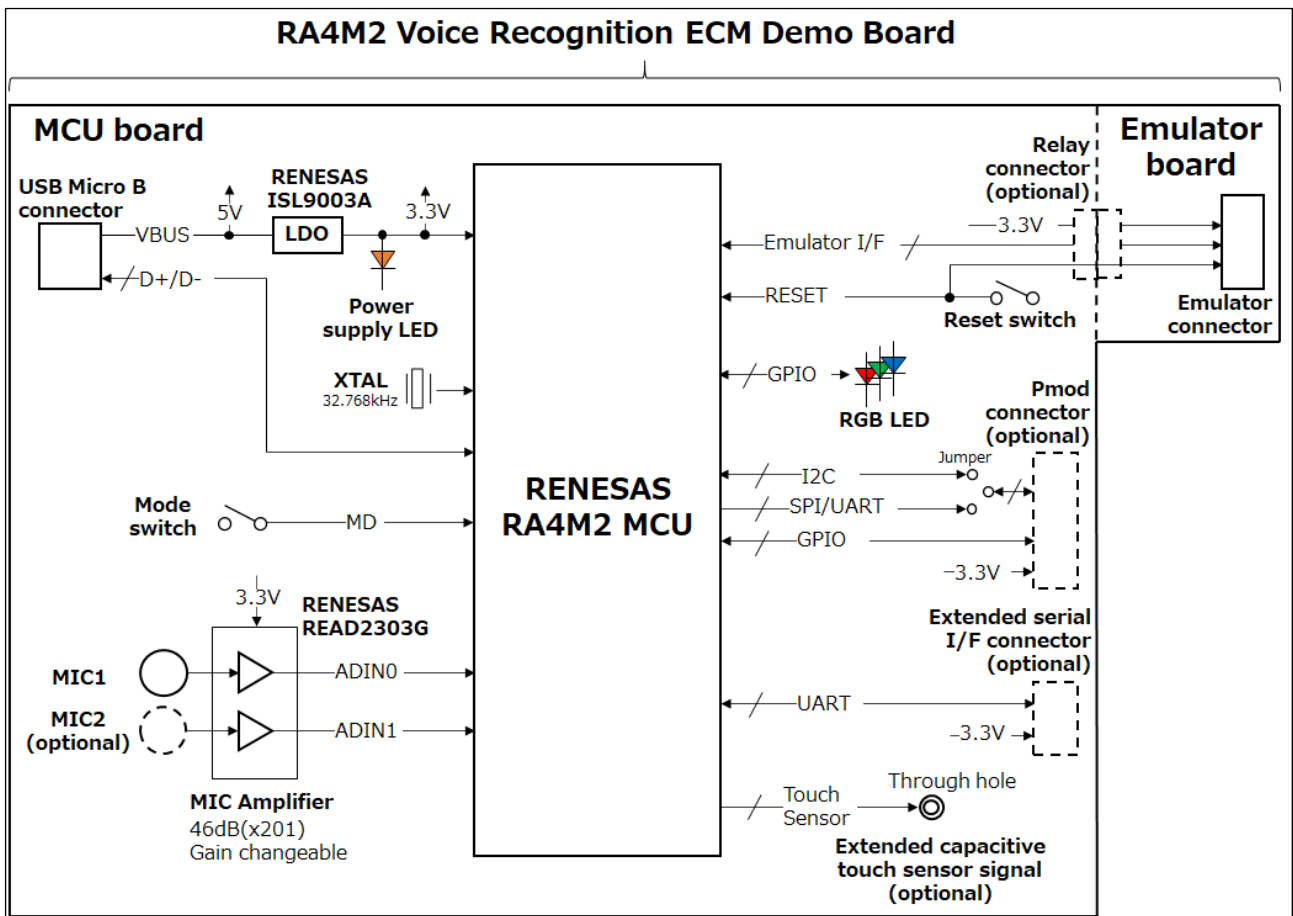 RA4M2 Voice Recognition ECM Demo Board
MCU board
Emulator
board
Relay
connector
(optional)
USB Micro B
connector
RENESAS
ISL9003A
5V
3.3V
VBUS
LDO
D+/D-
Power
supply LED
3.3V
Emulator I/F
RESET
Reset switch
Emulator
connector
XTAL
32.768kHz
GPIO
RGB LED
Pmod
connector
(optional)
Jumper
I2C
SPI/UART
GPIO
3.3V
RENESAS
RA4M2 MCU
Mode
switch
MD
3.3V
RENESAS
READ2303G
MIC1
ADIN0
MIC2
(optional)
ADIN1
MIC Amplifier
46dB(x201)
Gain changeable
Extended serial
I/F connector
(optional)
UART
3.3V
Touch
Sensor
Through hole
Extended capacitive
touch sensor signal
(optional)